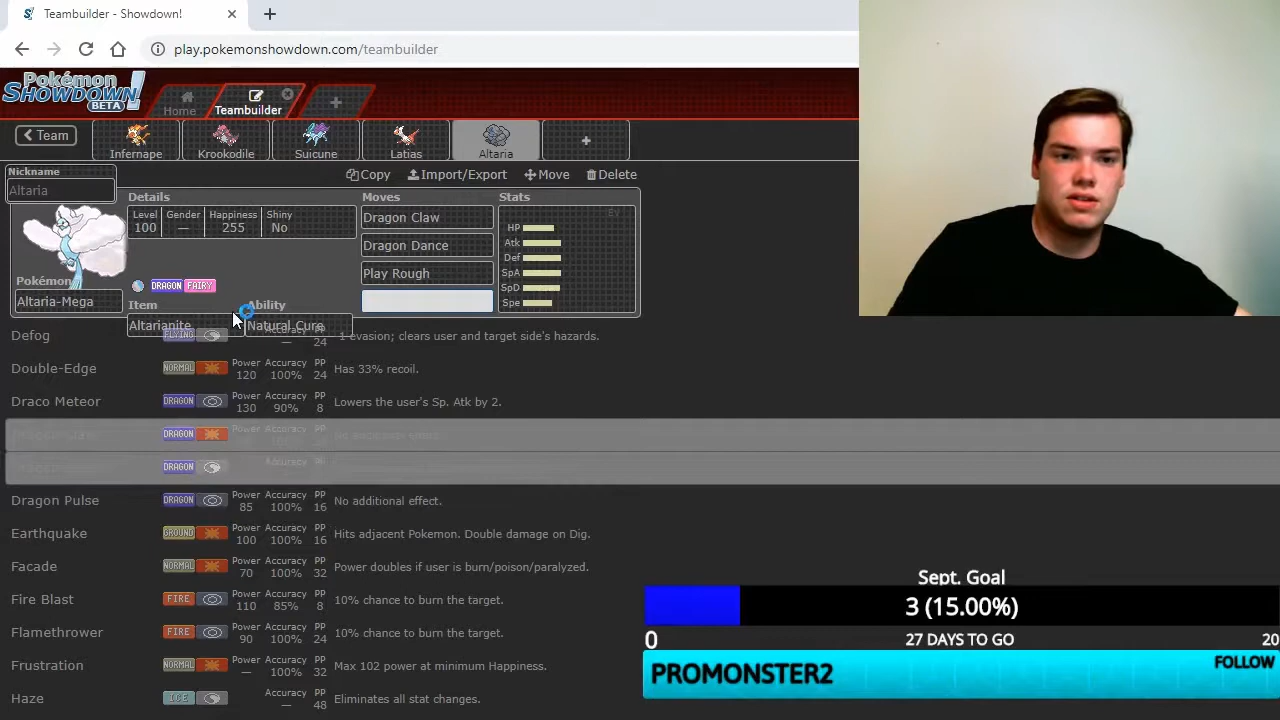 Teambuilder - Showdown!
play.pokemonshowdown.com/teambuilder
Pokémon
Showdown!
BETA
Home
Teambuilder
< Team
Infernape
Krookodile
Suicune
Latias
Altaria
Copy
Import/Export
Move
Delete
Nickname
Altaria
Details
Level Gender Happiness Shiny
100 — 255 No
Moves
Dragon Claw
Dragon Dance
Play Rough
Stats
EV
HP
Atk
Def
SpA
SpD
Spe
DRAGON FAIRY
Pokémon
Altaria-Mega
Item
Altarianite
Ability
Natural Cure
Defog FLYING Accuracy — PP 24 -1 evasion; clears user and target side's hazards.
Double-Edge NORMAL Power 120 Accuracy 100% PP 24 Has 33% recoil.
Draco Meteor DRAGON Power 130 Accuracy 90% PP 8 Lowers the user's Sp. Atk by 2.
DRAGON
DRAGON Accuracy
Dragon Pulse DRAGON Power 85 Accuracy 100% PP 16 No additional effect.
Earthquake GROUND Power 100 Accuracy 100% PP 16 Hits adjacent Pokemon. Double damage on Dig.
Facade NORMAL Power 70 Accuracy 100% PP 32 Power doubles if user is burn/poison/paralyzed.
Fire Blast FIRE Power 110 Accuracy 85% PP 8 10% chance to burn the target.
Flamethrower FIRE Power 90 Accuracy 100% PP 24 10% chance to burn the target.
Frustration NORMAL Power — Accuracy 100% PP 32 Max 102 power at minimum Happiness.
Haze ICE Accuracy — PP 48 Eliminates all stat changes.
Sept. Goal
3 (15.00%)
0 27 DAYS TO GO 20
PROMONSTER2
FOLLOW